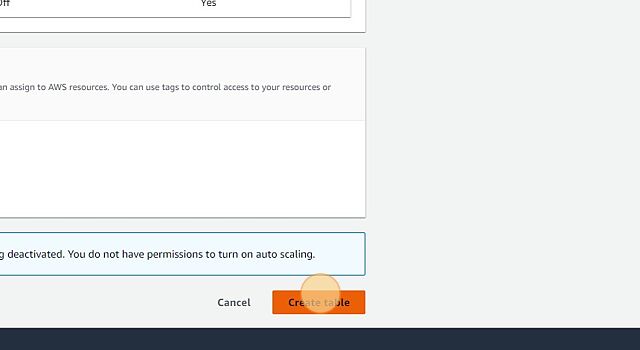 Off Yes
an assign to AWS resources. You can use tags to control access to your resources or
g deactivated. You do not have permissions to turn on auto scaling.
Cancel Create table